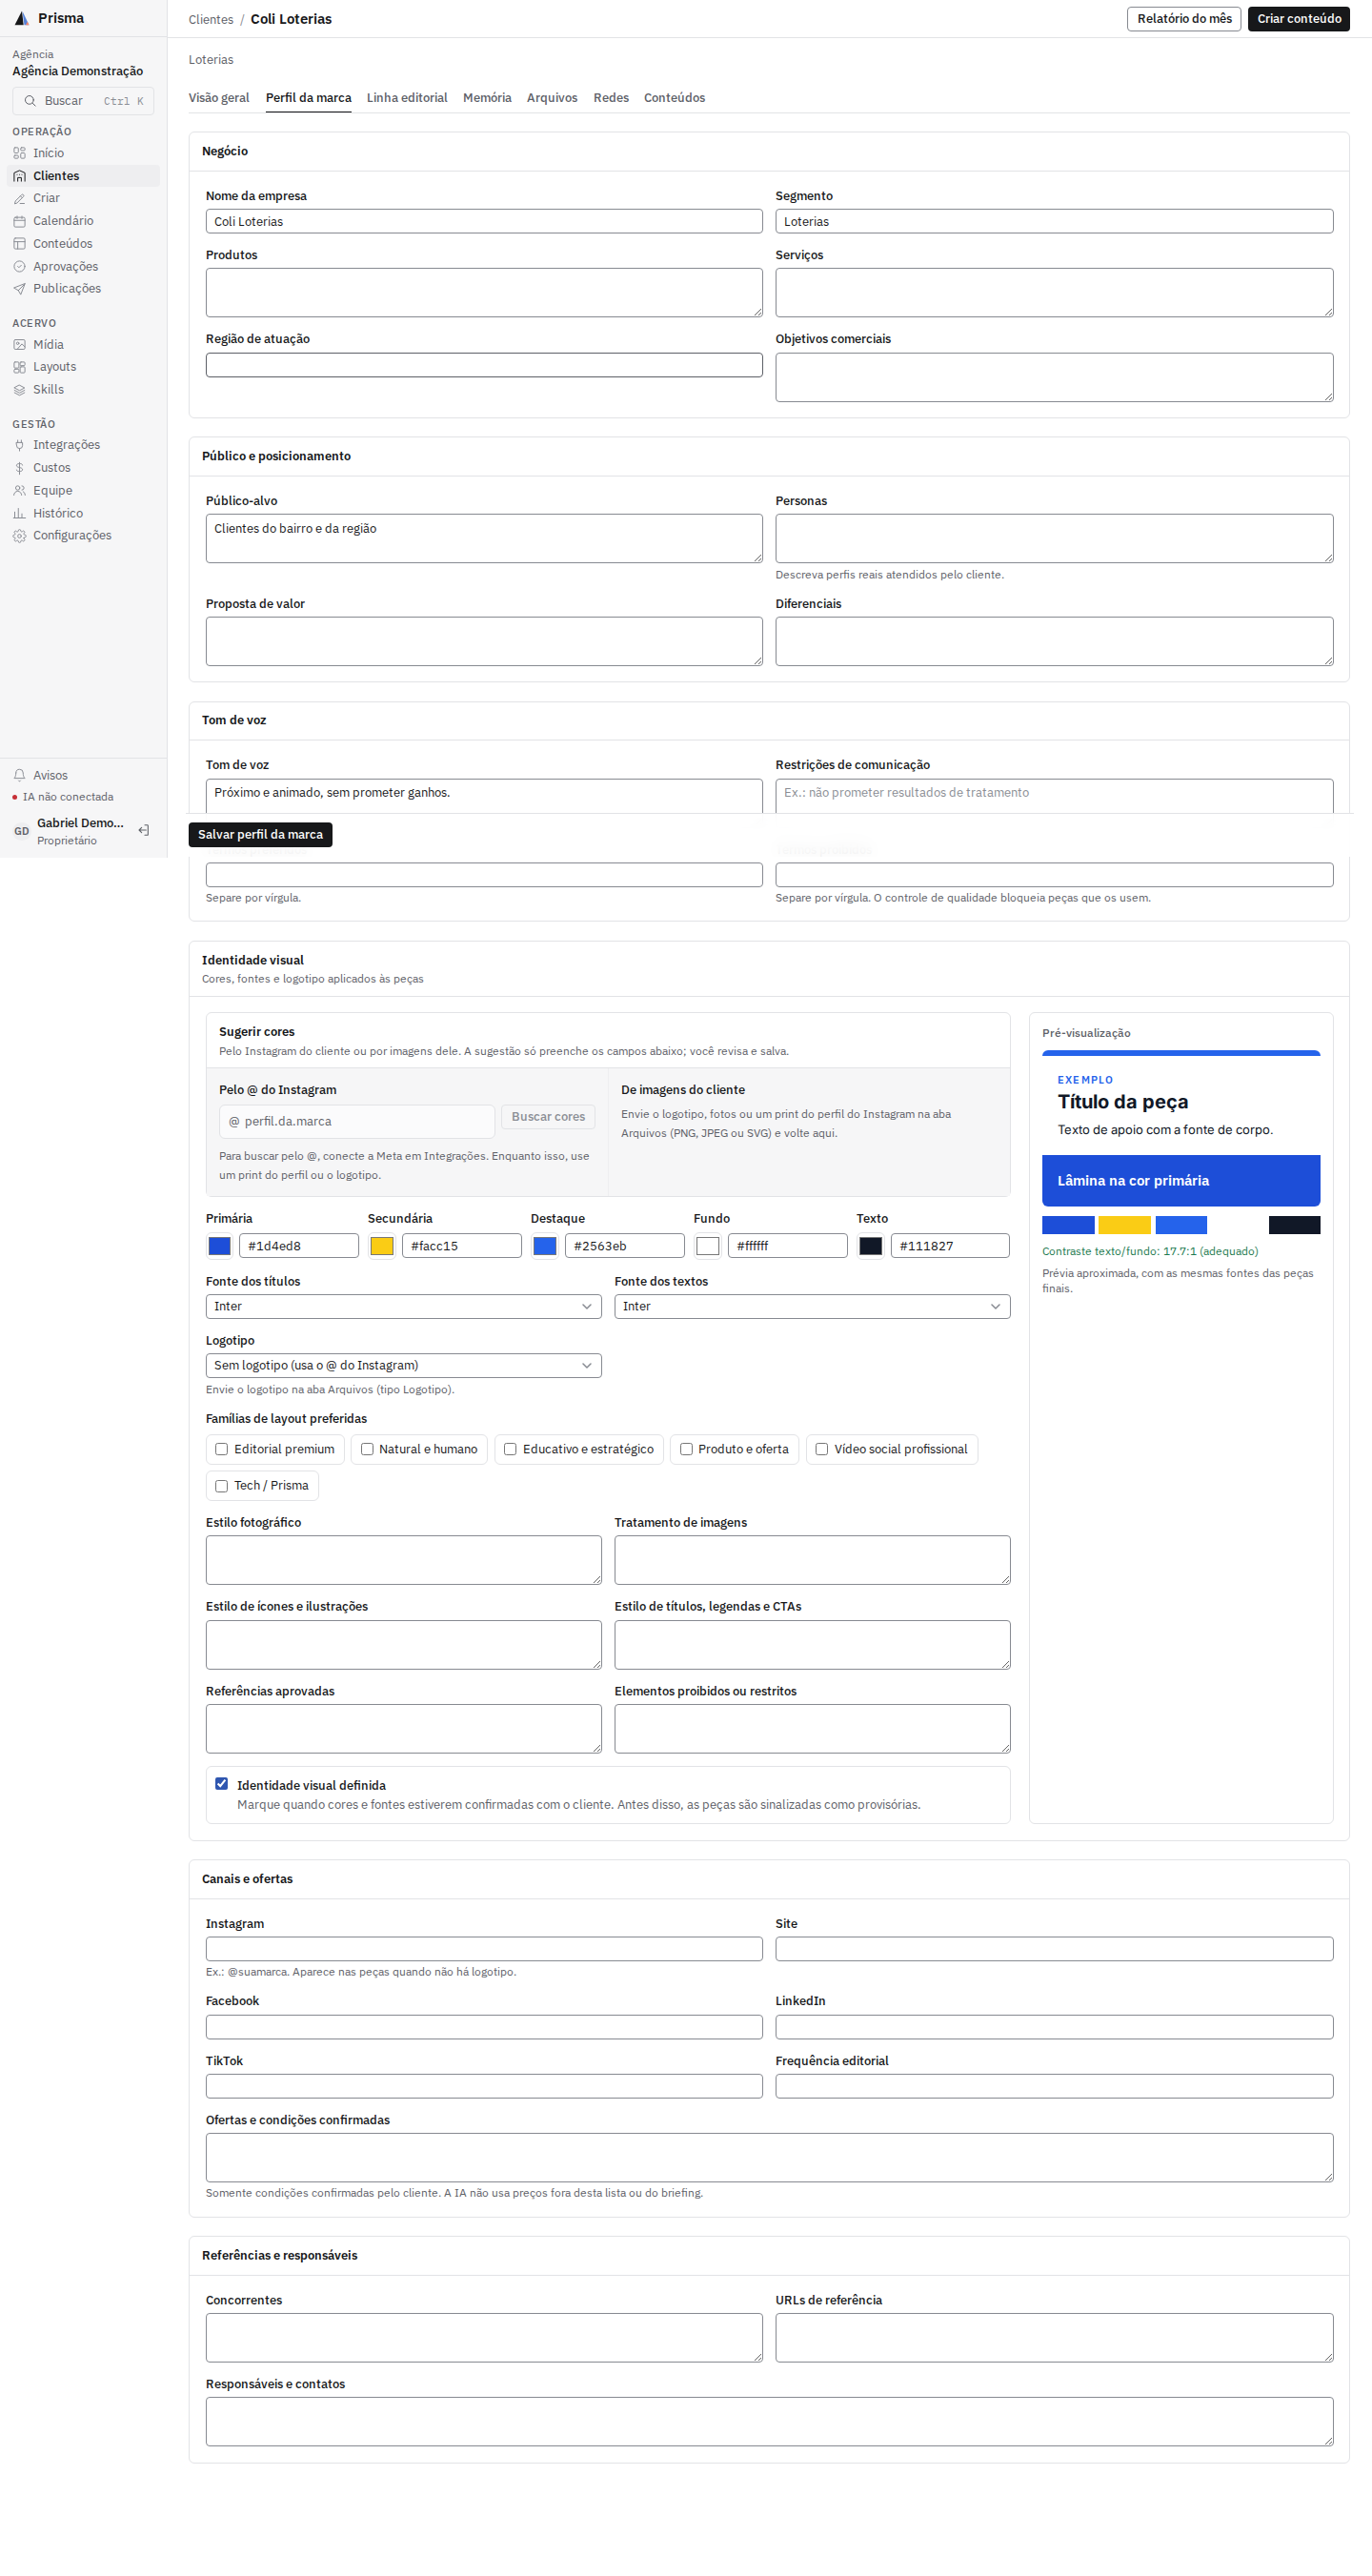 Prisma
Agência
Agência Demonstração
Buscar Ctrl K
OPERAÇÃO
Início
Clientes
Criar
Calendário
Conteúdos
Aprovações
Publicações
ACERVO
Mídia
Layouts
Skills
GESTÃO
Integrações
Custos
Equipe
Histórico
Configurações
Avisos
IA não conectada
GD Gabriel Demo...
Proprietário
Clientes / Coli Loterias
Relatório do mês Criar conteúdo
Loterias
Visão geral Perfil da marca Linha editorial Memória Arquivos Redes Conteúdos
Negócio
Nome da empresa Segmento
Coli Loterias Loterias
Produtos Serviços
Região de atuação Objetivos comerciais
Público e posicionamento
Público-alvo Personas
Clientes do bairro e da região
Descreva perfis reais atendidos pelo cliente.
Proposta de valor Diferenciais
Tom de voz
Tom de voz Restrições de comunicação
Próximo e animado, sem prometer ganhos. Ex.: não prometer resultados de tratamento
Salvar perfil da marca
Separe por vírgula. Separe por vírgula. O controle de qualidade bloqueia peças que os usem.
Identidade visual
Cores, fontes e logotipo aplicados às peças
Sugerir cores
Pelo Instagram do cliente ou por imagens dele. A sugestão só preenche os campos abaixo; você revisa e salva.
Pelo @ do Instagram
@ perfil.da.marca Buscar cores
Para buscar pelo @, conecte a Meta em Integrações. Enquanto isso, use
um print do perfil ou o logotipo.
De imagens do cliente
Envie o logotipo, fotos ou um print do perfil do Instagram na aba
Arquivos (PNG, JPEG ou SVG) e volte aqui.
Primária Secundária Destaque Fundo Texto
#1d4ed8 #facc15 #2563eb #ffffff #111827
Fonte dos títulos Fonte dos textos
Inter Inter
Logotipo
Sem logotipo (usa o @ do Instagram)
Envie o logotipo na aba Arquivos (tipo Logotipo).
Famílias de layout preferidas
Editorial premium Natural e humano Educativo e estratégico Produto e oferta Vídeo social profissional
Tech / Prisma
Estilo fotográfico Tratamento de imagens
Estilo de ícones e ilustrações Estilo de títulos, legendas e CTAs
Referências aprovadas Elementos proibidos ou restritos
Identidade visual definida
Marque quando cores e fontes estiverem confirmadas com o cliente. Antes disso, as peças são sinalizadas como provisórias.
Pré-visualização
EXEMPLO
Título da peça
Texto de apoio com a fonte de corpo.
Lâmina na cor primária
Contraste texto/fundo: 17.7:1 (adequado)
Prévia aproximada, com as mesmas fontes das peças
finais.
Canais e ofertas
Instagram Site
Ex.: @suamarca. Aparece nas peças quando não há logotipo.
Facebook LinkedIn
TikTok Frequência editorial
Ofertas e condições confirmadas
Somente condições confirmadas pelo cliente. A IA não usa preços fora desta lista ou do briefing.
Referências e responsáveis
Concorrentes URLs de referência
Responsáveis e contatos